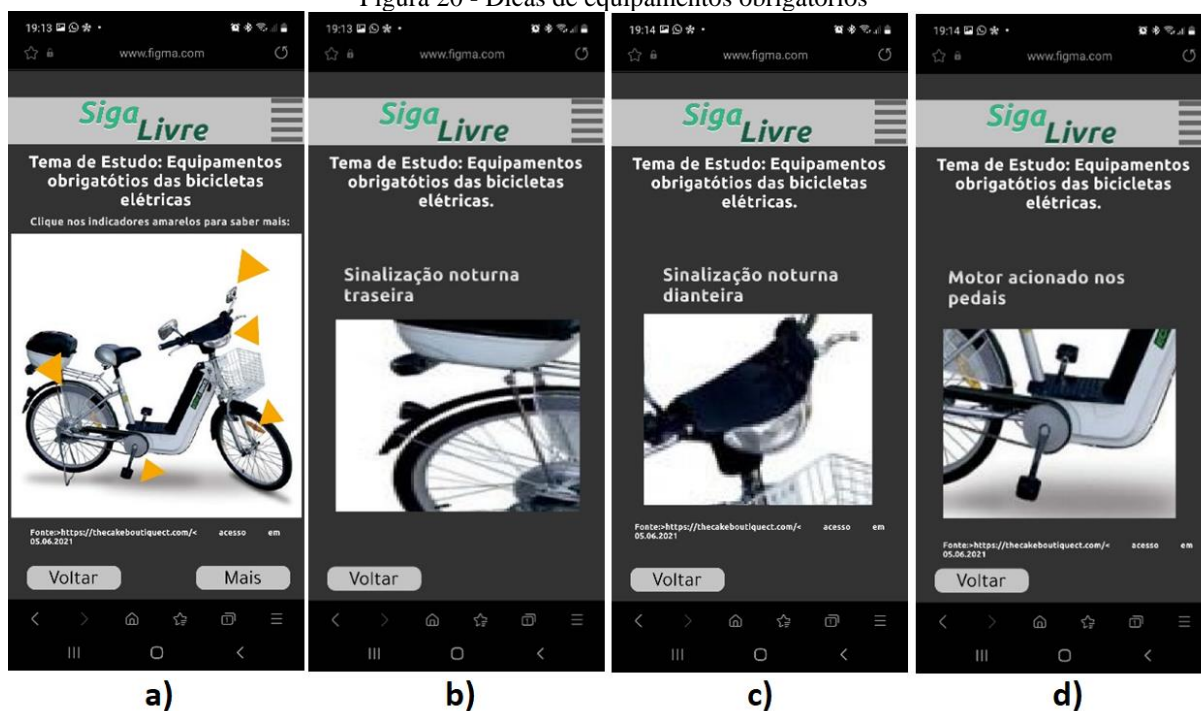 Figura 20 - Dicas de equipamentos obrigatórios
19:13
www.figma.com
Siga
Livre
Tema de Estudo: Equipamentos
obrigatótios das bicicletas
elétricas
Clique nos indicadores amarelos para saber mais:
Fonte:>https://thecakeboutiquect.com/< acesso em
05.06.2021
Voltar
Mais
a)
19:13
www.figma.com
Siga
Livre
Tema de Estudo: Equipamentos
obrigatótios das bicicletas
elétricas.
Sinalização noturna
traseira
Voltar
b)
19:14
www.figma.com
Siga
Livre
Tema de Estudo: Equipamentos
obrigatótios das bicicletas
elétricas.
Sinalização noturna
dianteira
Fonte:>https://thecakeboutiquect.com/< acesso em
05.06.2021
Voltar
c)
19:14
www.figma.com
Siga
Livre
Tema de Estudo: Equipamentos
obrigatótios das bicicletas
elétricas.
Motor acionado nos
pedais
Fonte:>https://thecakeboutiquect.com/< acesso em
05.06.2021
Voltar
d)